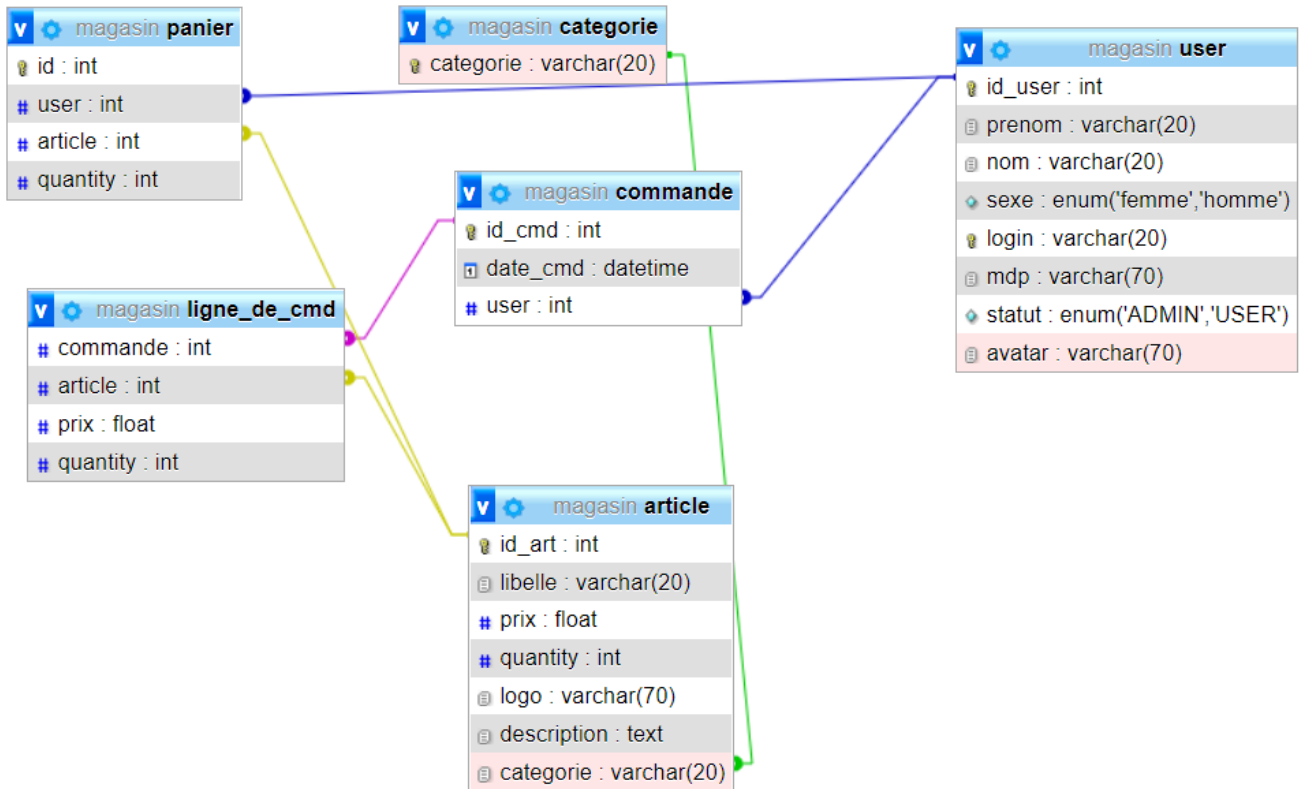 v magasin panier
id : int
user : int
article : int
quantity : int
v magasin categorie
categorie : varchar(20)
v magasin user
id_user : int
prenom : varchar(20)
nom : varchar(20)
sexe : enum('femme','homme')
login : varchar(20)
mdp : varchar(70)
statut : enum('ADMIN','USER')
avatar : varchar(70)
v magasin commande
id_cmd : int
date_cmd : datetime
user : int
v magasin ligne_de_cmd
commande : int
article : int
prix : float
quantity : int
v magasin article
id_art : int
libelle : varchar(20)
prix : float
quantity : int
logo : varchar(70)
description : text
categorie : varchar(20)